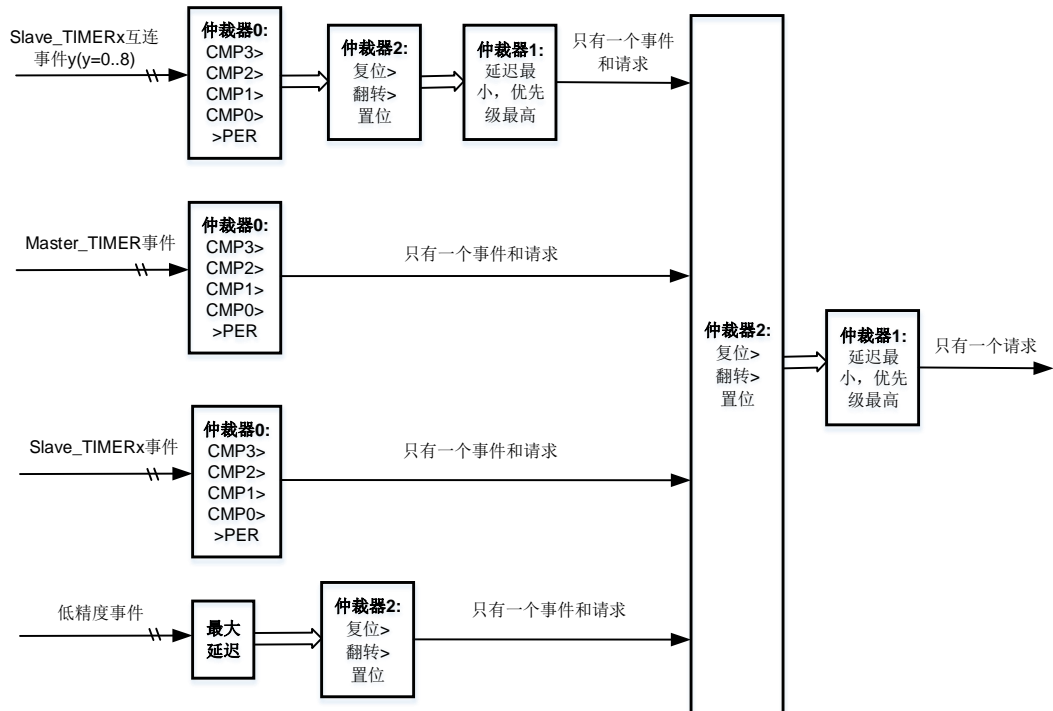 Slave_TIMERx互连
事件y(y=0..8)
仲裁器0:
CMP3>
CMP2>
CMP1>
CMP0>
>PER
仲裁器2:
复位>
翻转>
置位
仲裁器1:
延迟最
小，优先
级最高
只有一个事件
和请求
Master_TIMER事件
仲裁器0:
CMP3>
CMP2>
CMP1>
CMP0>
>PER
只有一个事件和请求
仲裁器2:
复位>
翻转>
置位
仲裁器1:
延迟最
小，优先
级最高
只有一个请求
Slave_TIMERx事件
仲裁器0:
CMP3>
CMP2>
CMP1>
CMP0>
>PER
只有一个事件和请求
低精度事件
最大
延迟
仲裁器2:
复位>
翻转>
置位
只有一个事件和请求